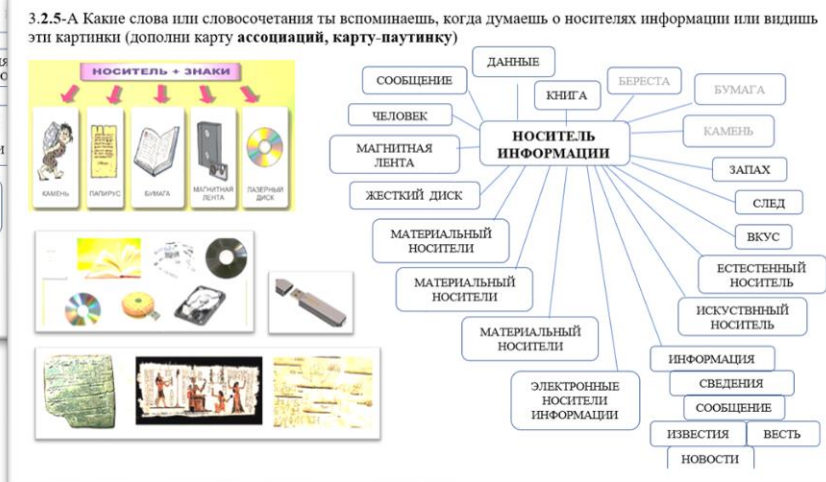 3.2.5-А Какие слова или словосочетания ты вспоминаешь, когда думаешь о носителях информации или видишь
эти картинки (дополни карту ассоциаций, карту-паутинку)
НОСИТЕЛЬ + ЗНАКИ
КАМЕНЬ
ПАПИРУС
БУМАГА
МАГНИТНАЯ
ЛЕНТА
ЛАЗЕРНЫЙ
ДИСК
ДАННЫЕ
СООБЩЕНИЕ
КНИГА
БЕРЕСТА
БУМАГА
ЧЕЛОВЕК
НОСИТЕЛЬ
ИНФОРМАЦИИ
КАМЕНЬ
МАГНИТНАЯ
ЛЕНТА
ЗАПАХ
ЖЕСТКИЙ ДИСК
СЛЕД
МАТЕРИАЛЬНЫЙ
НОСИТЕЛИ
ВКУС
МАТЕРИАЛЬНЫЙ
НОСИТЕЛИ
ЕСТЕСТЕННЫЙ
НОСИТЕЛЬ
МАТЕРИАЛЬНЫЙ
НОСИТЕЛИ
ИСКУСТВННЫЙ
НОСИТЕЛЬ
ЭЛЕКТРОННЫЕ
НОСИТЕЛИ
ИНФОРМАЦИИ
ИНФОРМАЦИЯ
СВЕДЕНИЯ
СООБЩЕНИЕ
ИЗВЕСТИЯ
ВЕСТЬ
НОВОСТИ